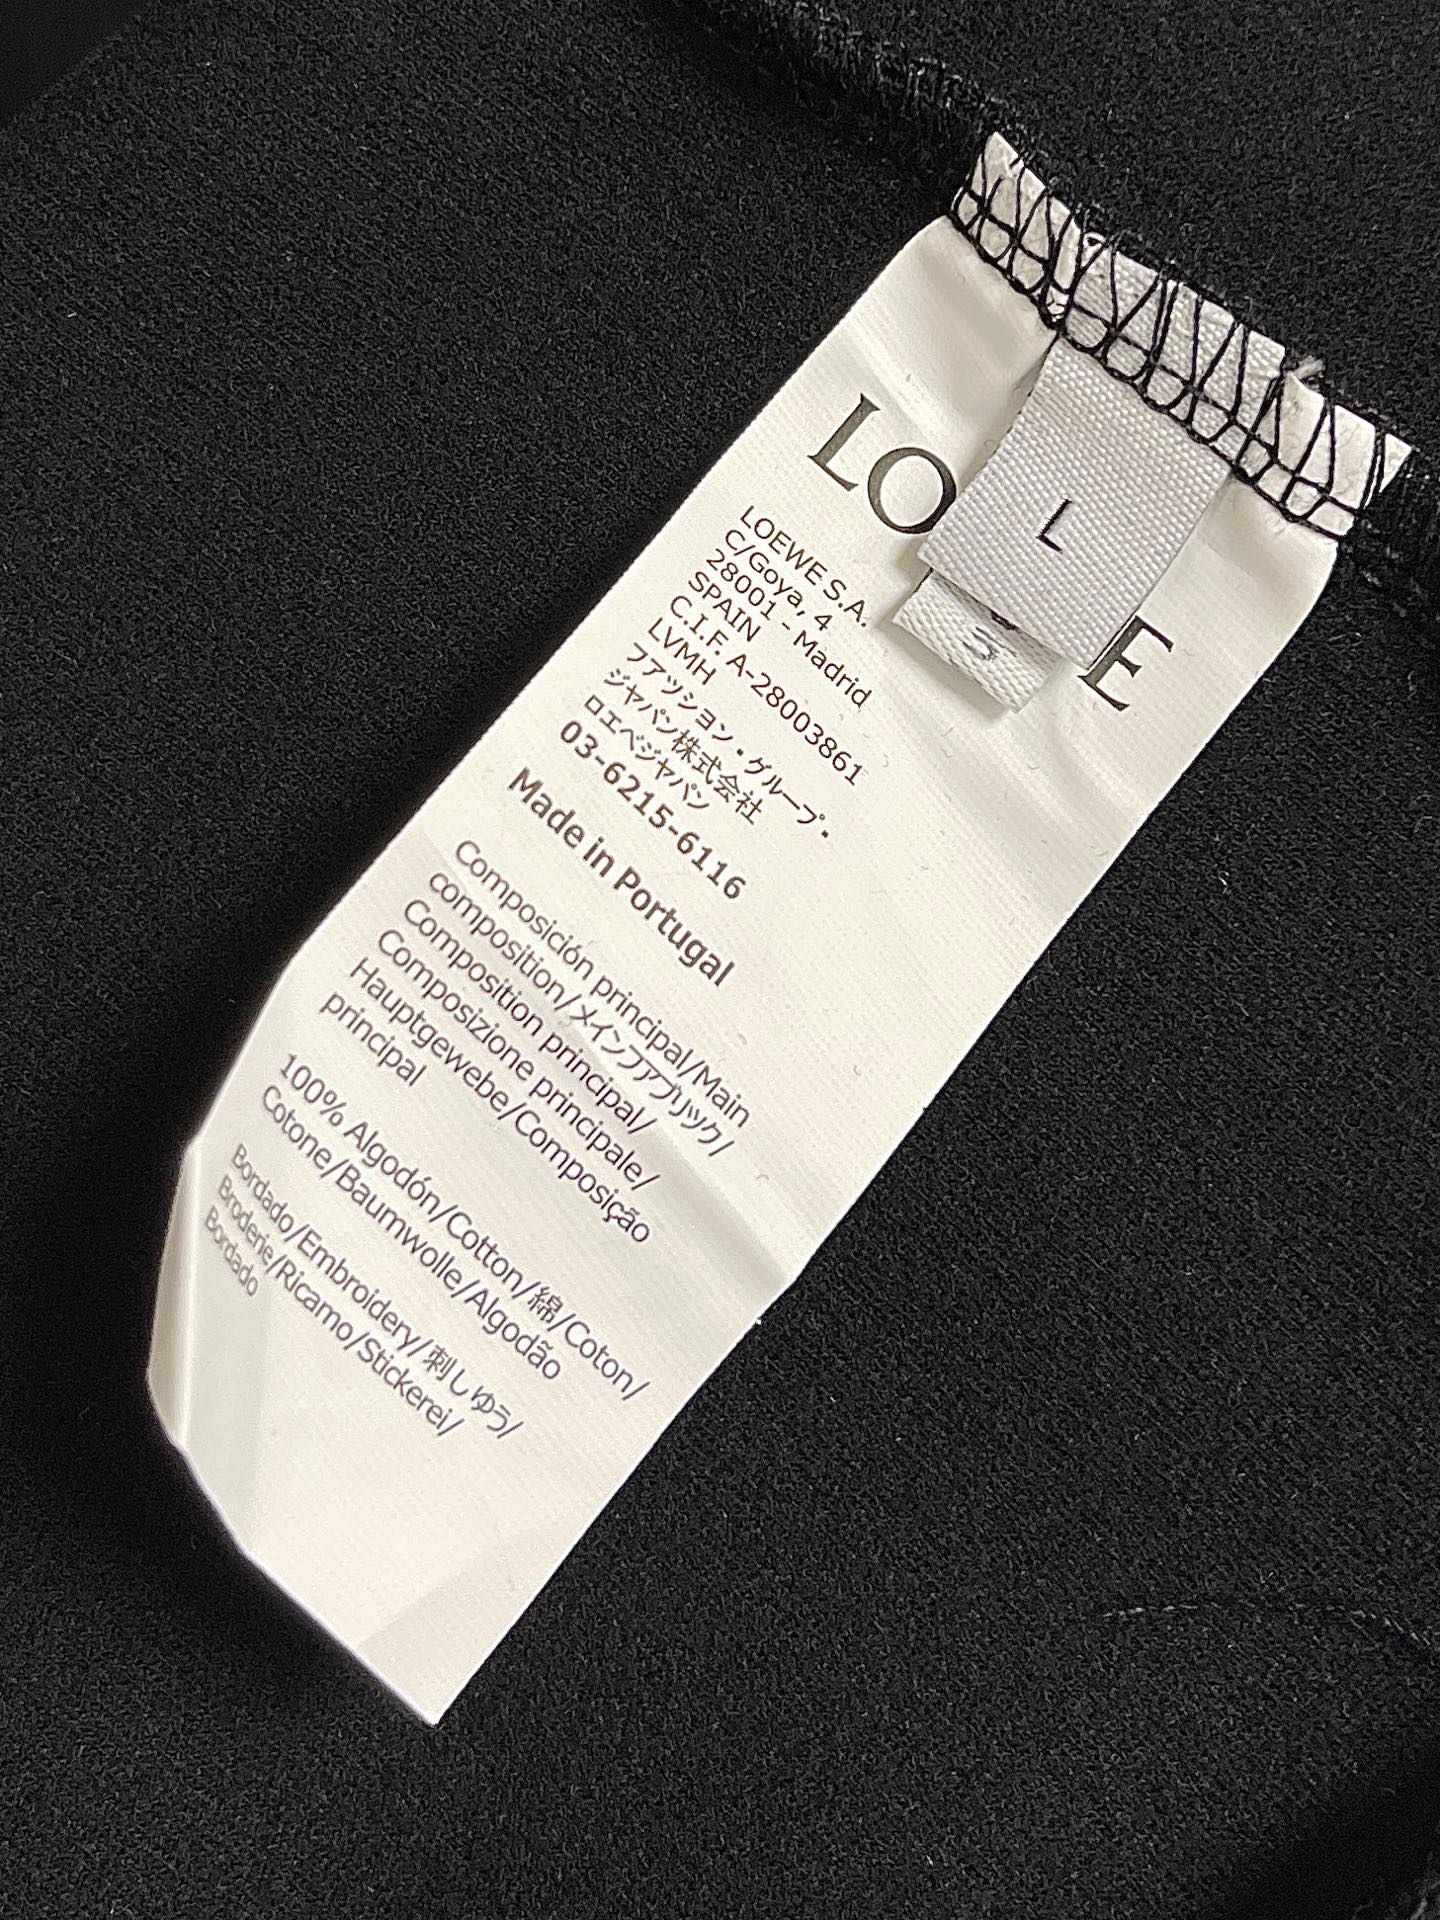 LO E
L
S
LOEWE S.A.
C/Goya, 4
28001 - Madrid
SPAIN
C.I.F. A-28003861
LVMH
ファッション・グループ・
ジャパン株式会社
ロエベジャパン
03-6215-6116
Made in Portugal
Composición principal/Main
composition/メインファブリック/
Composition principal/
Composizione principale/
Hauptgewebe/Composição
principal
100% Algodón/Cotton/綿/Coton/
Cotone/Baumwolle/Algodão
Bordado/Embroidery/刺しゅう/
Broderie/Ricamo/Stickerei/
Bordado